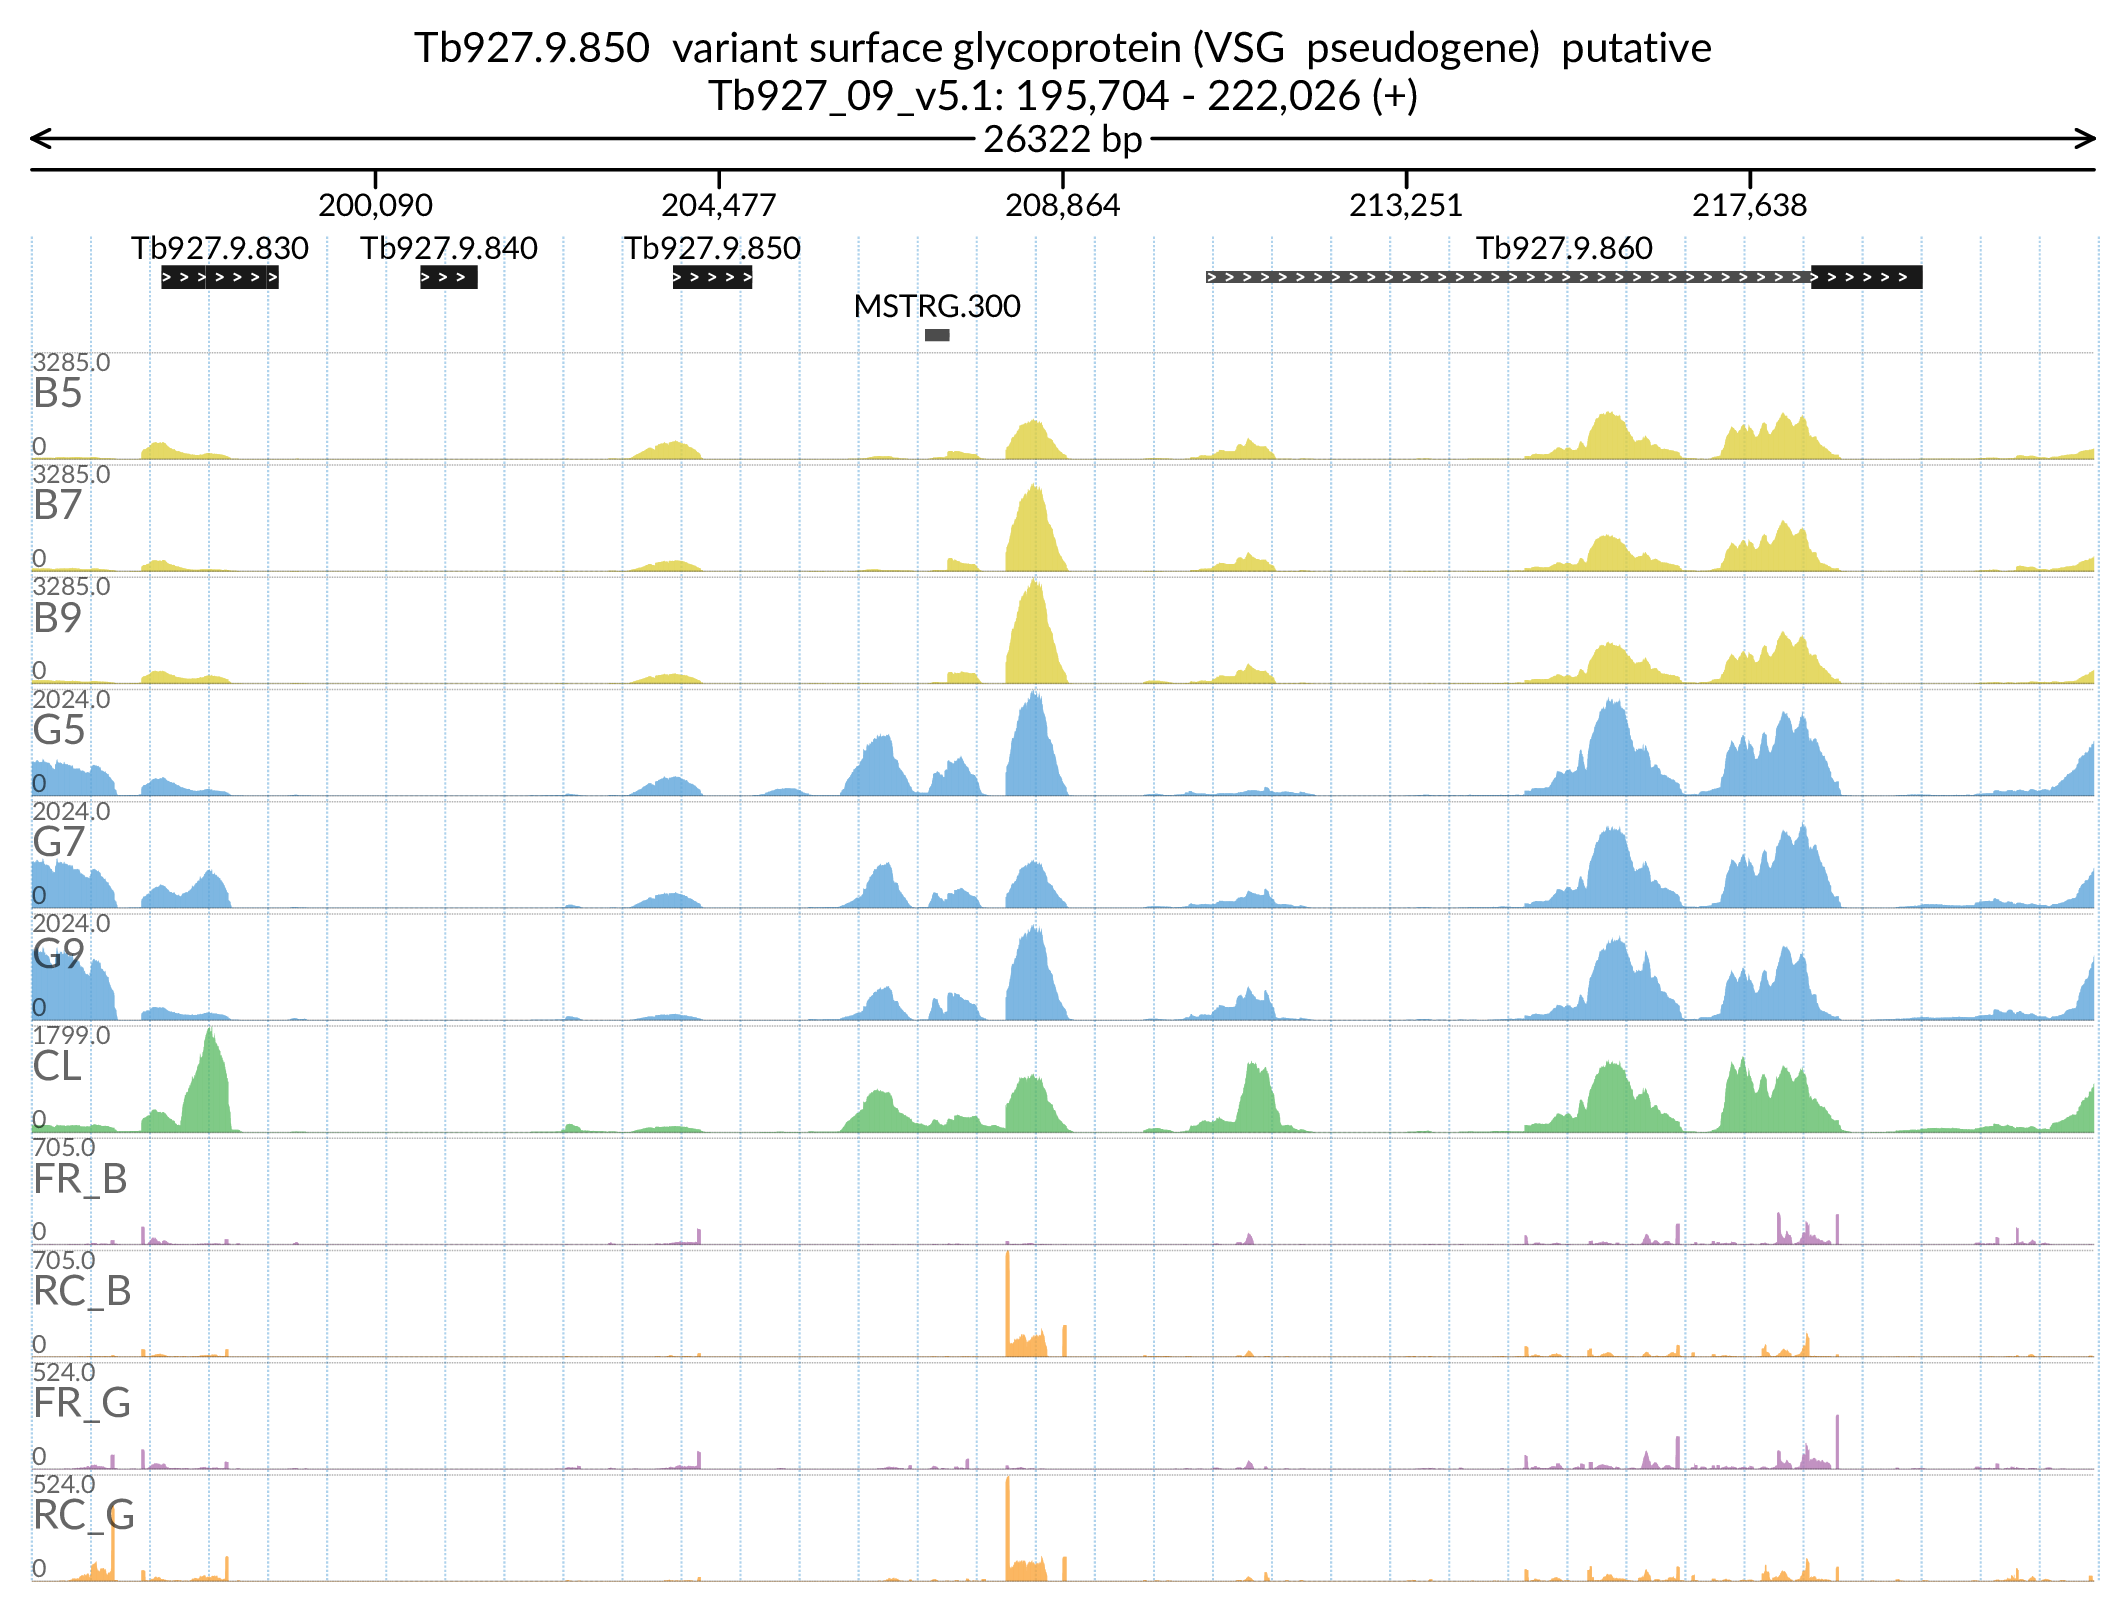 Tb927.9.850 variant surface glycoprotein (VSG pseudogene) putative
Tb927_09_v5.1: 195,704 - 222,026 (+)
26322 bp
200,090 204,477 208,864 213,251 217,638
Tb927.9.830 Tb927.9.840 Tb927.9.850 Tb927.9.860
MSTRG.300
3285.0
B5
0
3285.0
B7
0
3285.0
B9
0
2024.0
G5
0
2024.0
G7
0
2024.0
G9
0
1799.0
CL
0
705.0
FR_B
0
705.0
RC_B
0
524.0
FR_G
0
524.0
RC_G
0